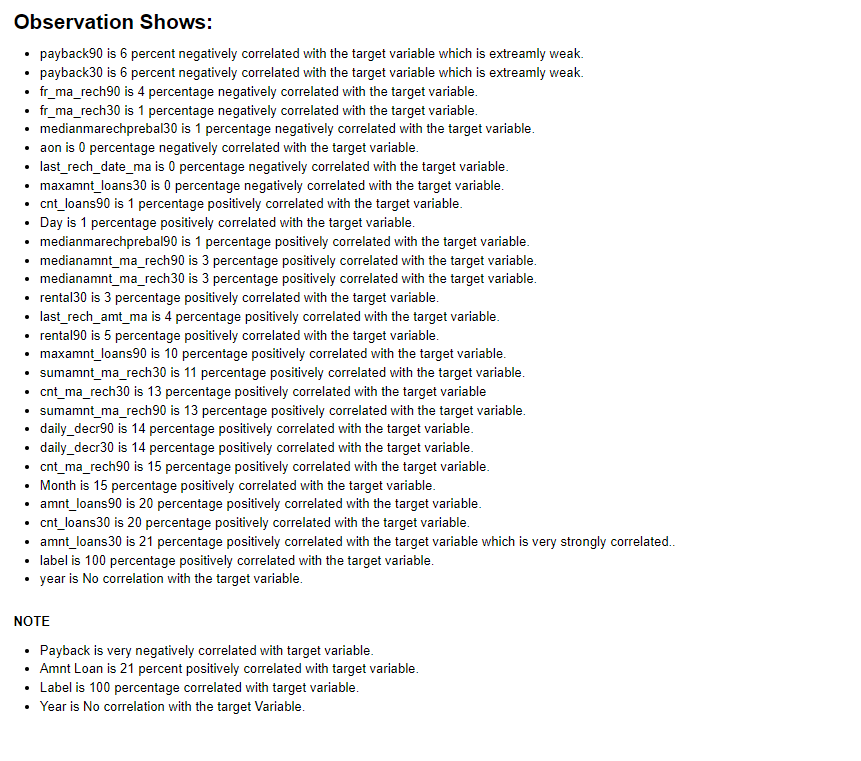 Observation Shows:
payback90 is 6 percent negatively correlated with the target variable which is extreamly weak.
payback30 is 6 percent negatively correlated with the target variable which is extreamly weak.
fr_ma_rech90 is 4 percentage negatively correlated with the target variable.
fr_ma_rech30 is 1 percentage negatively correlated with the target variable.
medianmarechprebal30 is 1 percentage negatively correlated with the target variable.
aon is 0 percentage negatively correlated with the target variable.
last_rech_date_ma is 0 percentage negatively correlated with the target variable.
maxamnt_loans30 is 0 percentage negatively correlated with the target variable.
cnt_loans90 is 1 percentage positively correlated with the target variable.
Day is 1 percentage positively correlated with the target variable.
medianmarechprebal90 is 1 percentage positively correlated with the target variable.
medianamnt_ma_rech90 is 3 percentage positively correlated with the target variable.
medianamnt_ma_rech30 is 3 percentage positively correlated with the target variable.
rental30 is 3 percentage positively correlated with the target variable.
last_rech_amt_ma is 4 percentage positively correlated with the target variable.
rental90 is 5 percentage positively correlated with the target variable.
maxamnt_loans90 is 10 percentage positively correlated with the target variable.
sumamnt_ma_rech30 is 11 percentage positively correlated with the target variable.
cnt_ma_rech30 is 13 percentage positively correlated with the target variable
sumamnt_ma_rech90 is 13 percentage positively correlated with the target variable.
daily_decr90 is 14 percentage positively correlated with the target variable.
daily_decr30 is 14 percentage positively correlated with the target variable.
cnt_ma_rech90 is 15 percentage positively correlated with the target variable.
Month is 15 percentage positively correlated with the target variable.
amnt_loans90 is 20 percentage positively correlated with the target variable.
cnt_loans30 is 20 percentage positively correlated with the target variable.
amnt_loans30 is 21 percentage positively correlated with the target variable which is very strongly correlated..
label is 100 percentage positively correlated with the target variable.
year is No correlation with the target variable.
NOTE
Payback is very negatively correlated with target variable.
Amnt Loan is 21 percent positively correlated with target variable.
Label is 100 percentage correlated with target variable.
Year is No correlation with the target Variable.